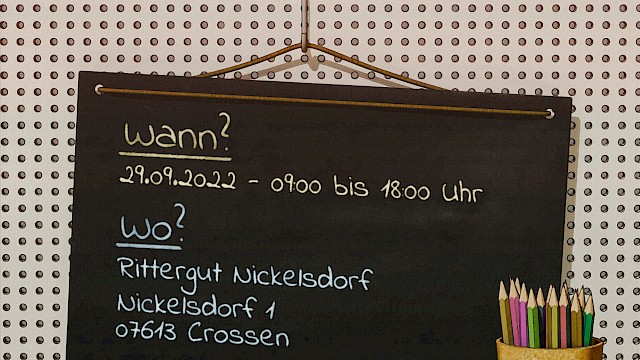 Wann?
29.09.2022 - 09:00 bis 18:00 Uhr
Wo?
Rittergut Nickelsdorf
Nickelsdorf 1
07613 Crossen